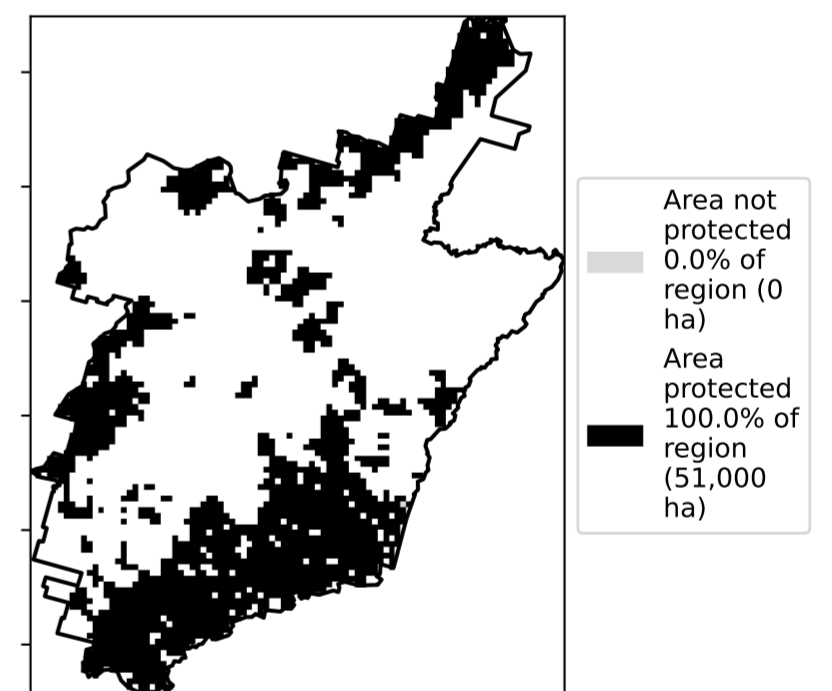 Area not
protected
0.0% of
region (0
ha)
Area
protected
100.0% of
region
(51,000
ha)